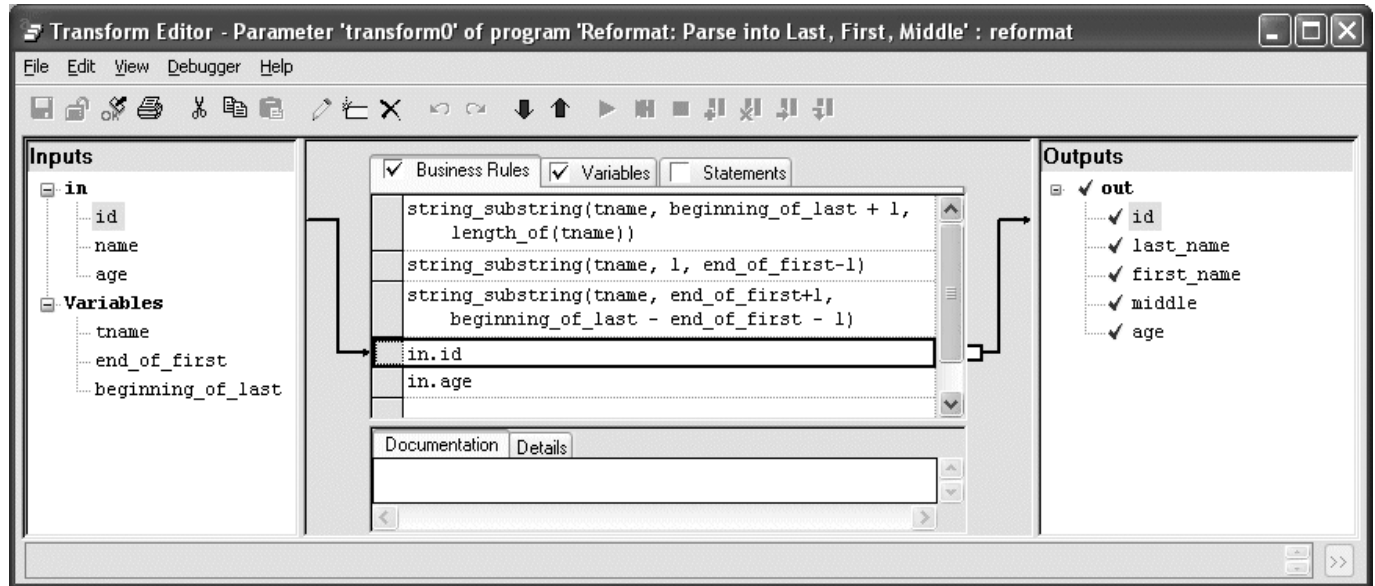 Transform Editor - Parameter 'transform0' of program 'Reformat: Parse into Last, First, Middle' : reformat
File Edit View Debugger Help
OR
Inputs
in
id
name
age
Variables
tname
end_of_first
beginning_of_last
Business Rules Variables Statements
string_substring(tname, beginning_of_last + 1,
length_of(tname))
string_substring(tname, 1, end_of_first-1)
string_substring(tname, end_of_first+1,
beginning_of_last - end_of_first - 1)
in.id
in.age
Documentation Details
Outputs
out
id
last_name
first_name
middle
age
>>